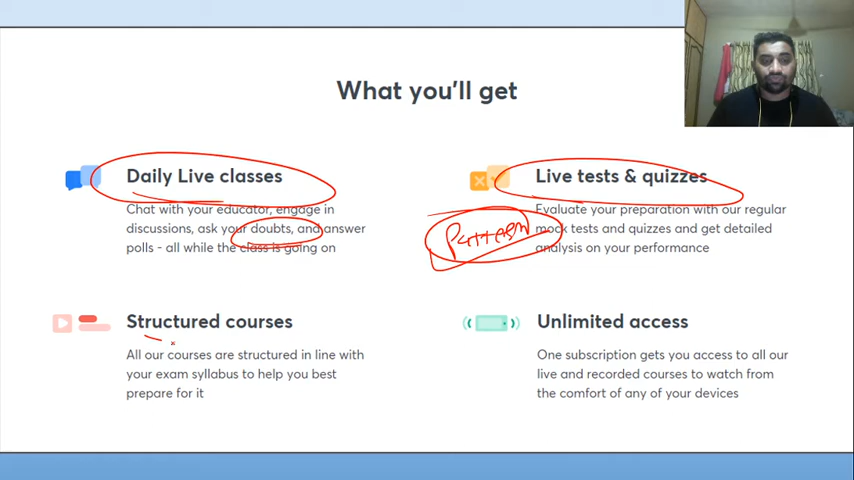 What you'll get
Daily Live classes
Chat with your educator, engage in
discussions, ask your doubts, and answer
polls - all while the class is going on
Live tests & quizzes
Evaluate your preparation with our regular
mock tests and quizzes and get detailed
analysis on your performance
Pattern
Structured courses
All our courses are structured in line with
your exam syllabus to help you best
prepare for it
Unlimited access
One subscription gets you access to all our
live and recorded courses to watch from
the comfort of any of your devices